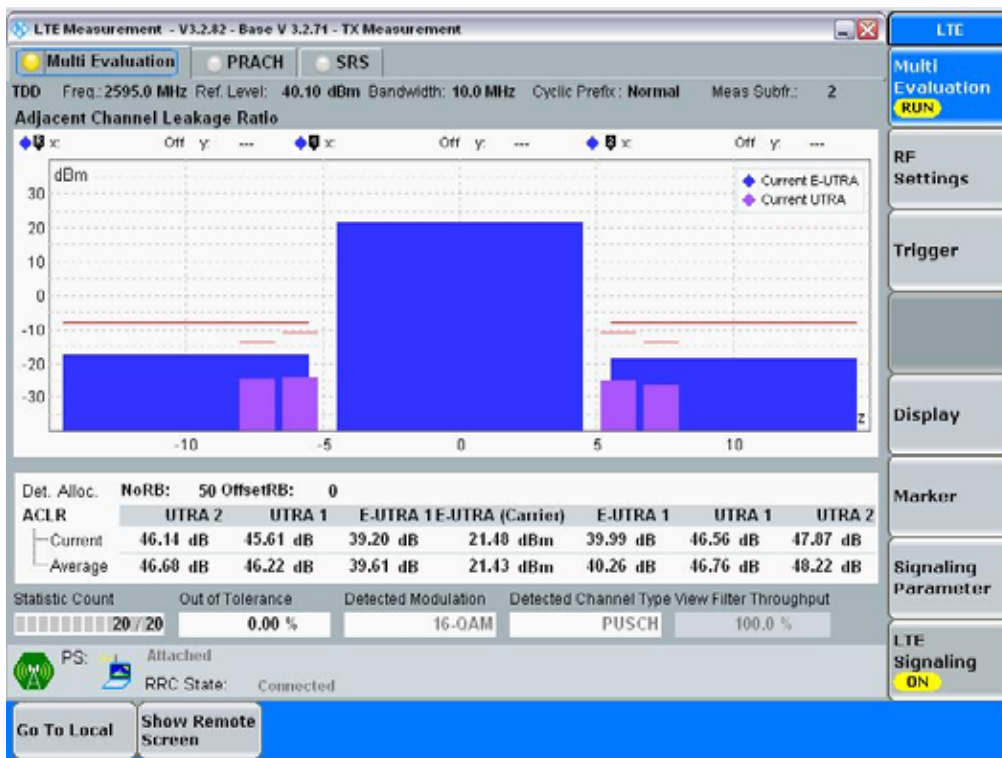 LTE Measurement - V3.2.82 - Base V 3.2.71 - TX Measurement
LTE
Multi Evaluation PRACH SRS
Multi Evaluation RUN
TDD Freq.: 2595.0 MHz Ref. Level: 40.10 dBm Bandwidth: 10.0 MHz Cyclic Prefix: Normal Meas Subfr.: 2
Adjacent Channel Leakage Ratio
x: Off y: --- x: Off y: --- x: Off y: ---
dBm
Current E-UTRA
Current UTRA
30
20
10
0
-10
-20
-30
z
-10 -5 0 5 10
RF Settings
Trigger
Display
Marker
Signaling Parameter
LTE Signaling ON
Det. Alloc. NoRB: 50 OffsetRB: 0
ACLR UTRA 2 UTRA 1 E-UTRA 1 E-UTRA (Carrier) E-UTRA 1 UTRA 1 UTRA 2
Current 46.14 dB 45.61 dB 39.20 dB 21.48 dBm 39.99 dB 46.56 dB 47.87 dB
Average 46.68 dB 46.22 dB 39.61 dB 21.43 dBm 40.26 dB 46.76 dB 48.22 dB
Statistic Count Out of Tolerance Detected Modulation Detected Channel Type View Filter Throughput
20 / 20 0.00 % 16-QAM PUSCH 100.0 %
PS: Attached
RRC State: Connected
Go To Local
Show Remote Screen